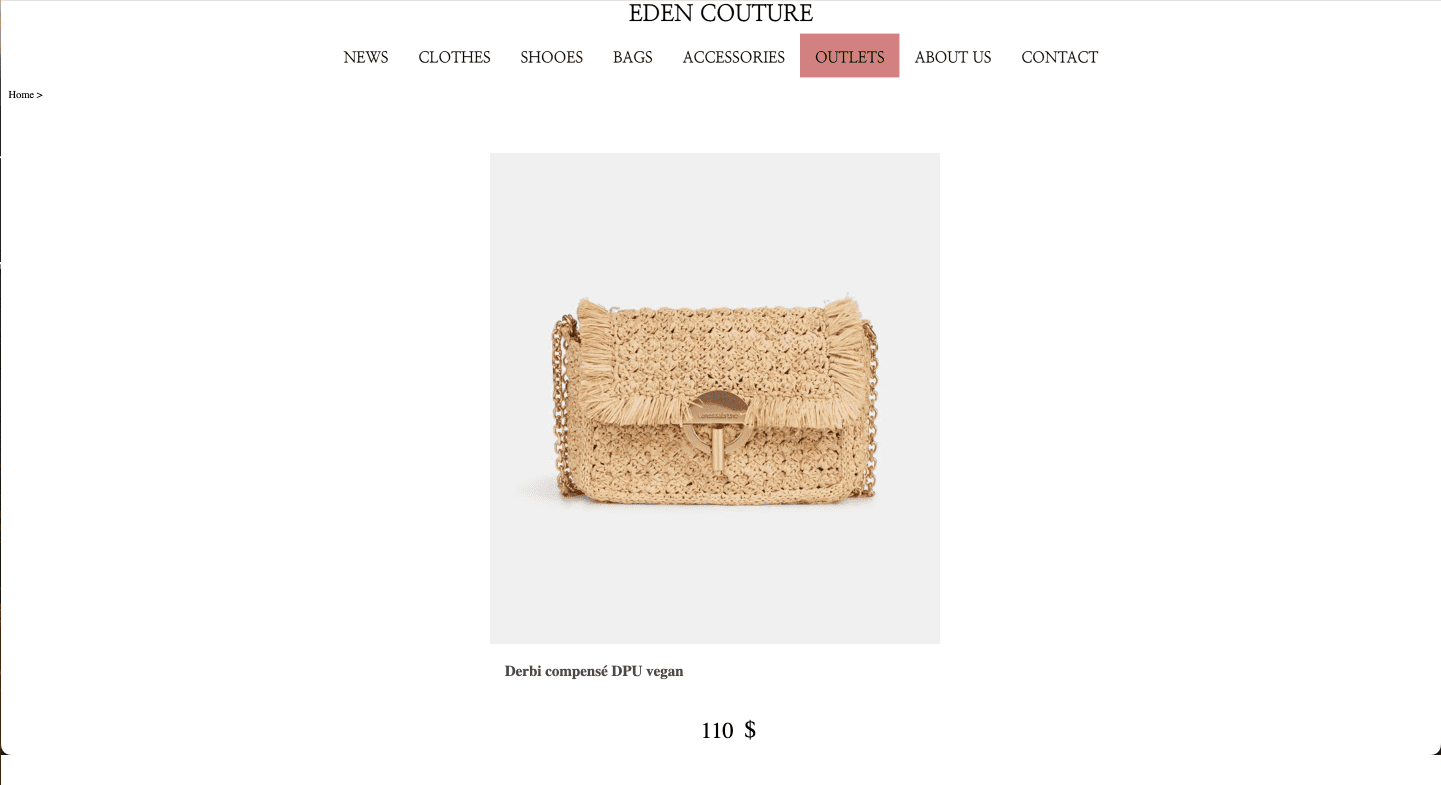 EDEN COUTURE
NEWS CLOTHES SHOOES BAGS ACCESSORIES OUTLETS ABOUT US CONTACT
Home >
Derbi compensé DPU vegan
110 $